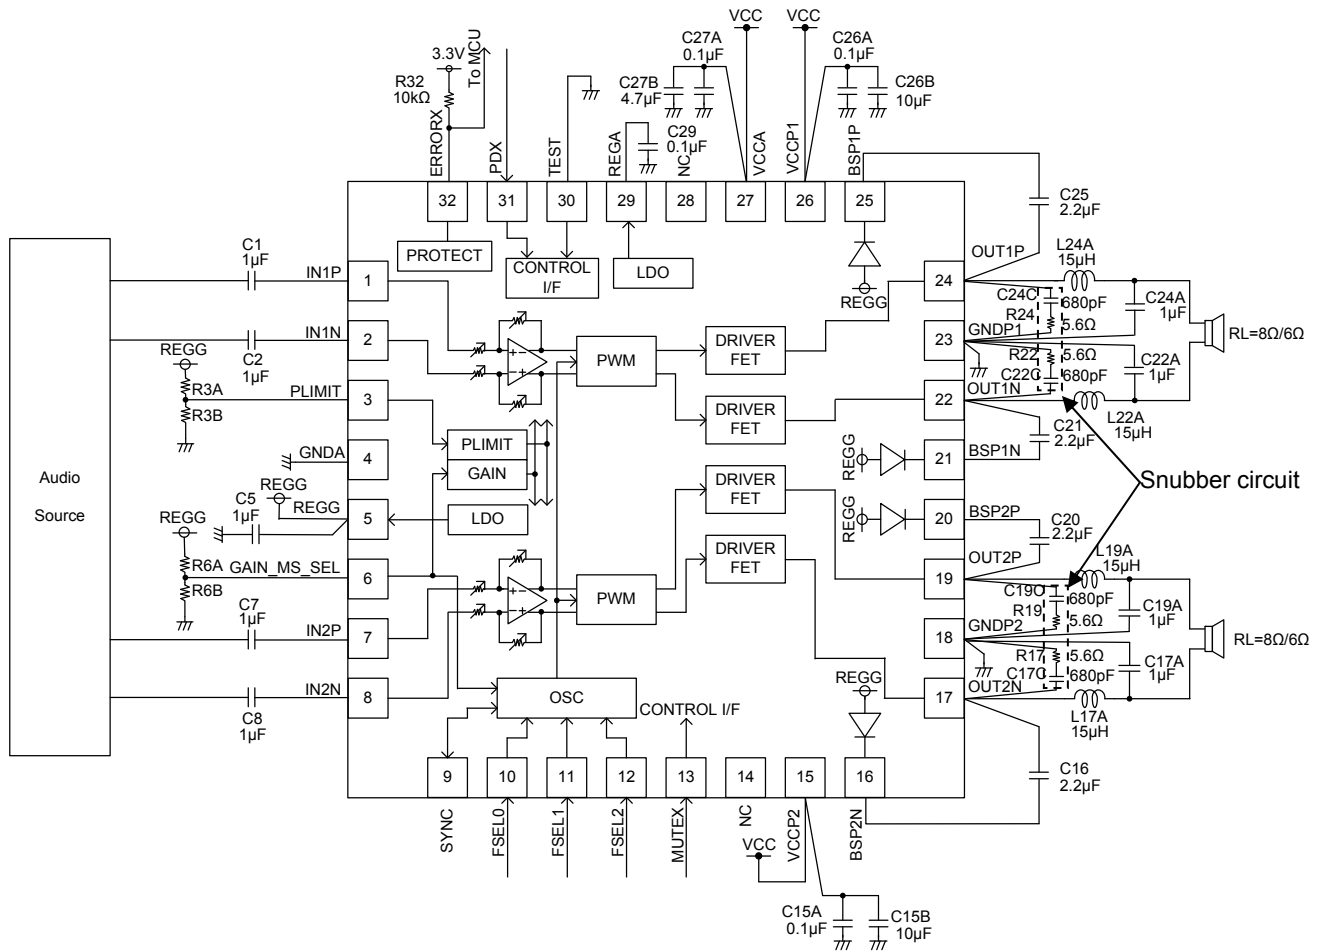 VCC
VCC
3.3V
To MCU
R32
10kΩ
C27A
0.1µF
C27B
4.7µF
C26A
0.1µF
C26B
10µF
C29
0.1µF
ERRORX
PDX
TEST
REGA
NC
VCCA
VCCP1
BSP1P
32
31
30
29
28
27
26
25
C25
2.2µF
PROTECT
CONTROL
I/F
LDO
REGG
Audio
Source
C1
1µF
IN1P
1
C2
1µF
IN1N
2
REGG
R3A
R3B
PLIMIT
3
GNDA
4
C5
1µF
REGG
REGG
5
REGG
R6A
R6B
GAIN_MS_SEL
6
C7
1µF
IN2P
7
C8
1µF
IN2N
8
PWM
DRIVER
FET
DRIVER
FET
PLIMIT
GAIN
LDO
DRIVER
FET
DRIVER
FET
PWM
OSC
CONTROL I/F
24
OUT1P
L24A
15µH
C24C
680pF
R24
5.6Ω
C24A
1µF
23
GNDP1
R22
5.6Ω
C22C
680pF
C22A
1µF
RL=8Ω/6Ω
22
OUT1N
L22A
15µH
C21
2.2µF
REGG
21
BSP1N
Snubber circuit
REGG
20
BSP2P
C20
2.2µF
19
OUT2P
L19A
15µH
C19C
680pF
R19
5.6Ω
C19A
1µF
18
GNDP2
R17
5.6Ω
C17C
680pF
C17A
1µF
RL=8Ω/6Ω
17
OUT2N
L17A
15µH
REGG
C16
2.2µF
9
10
11
12
13
14
15
16
SYNC
FSEL0
FSEL1
FSEL2
MUTEX
NC
VCCP2
BSP2N
VCC
C15A
0.1µF
C15B
10µF